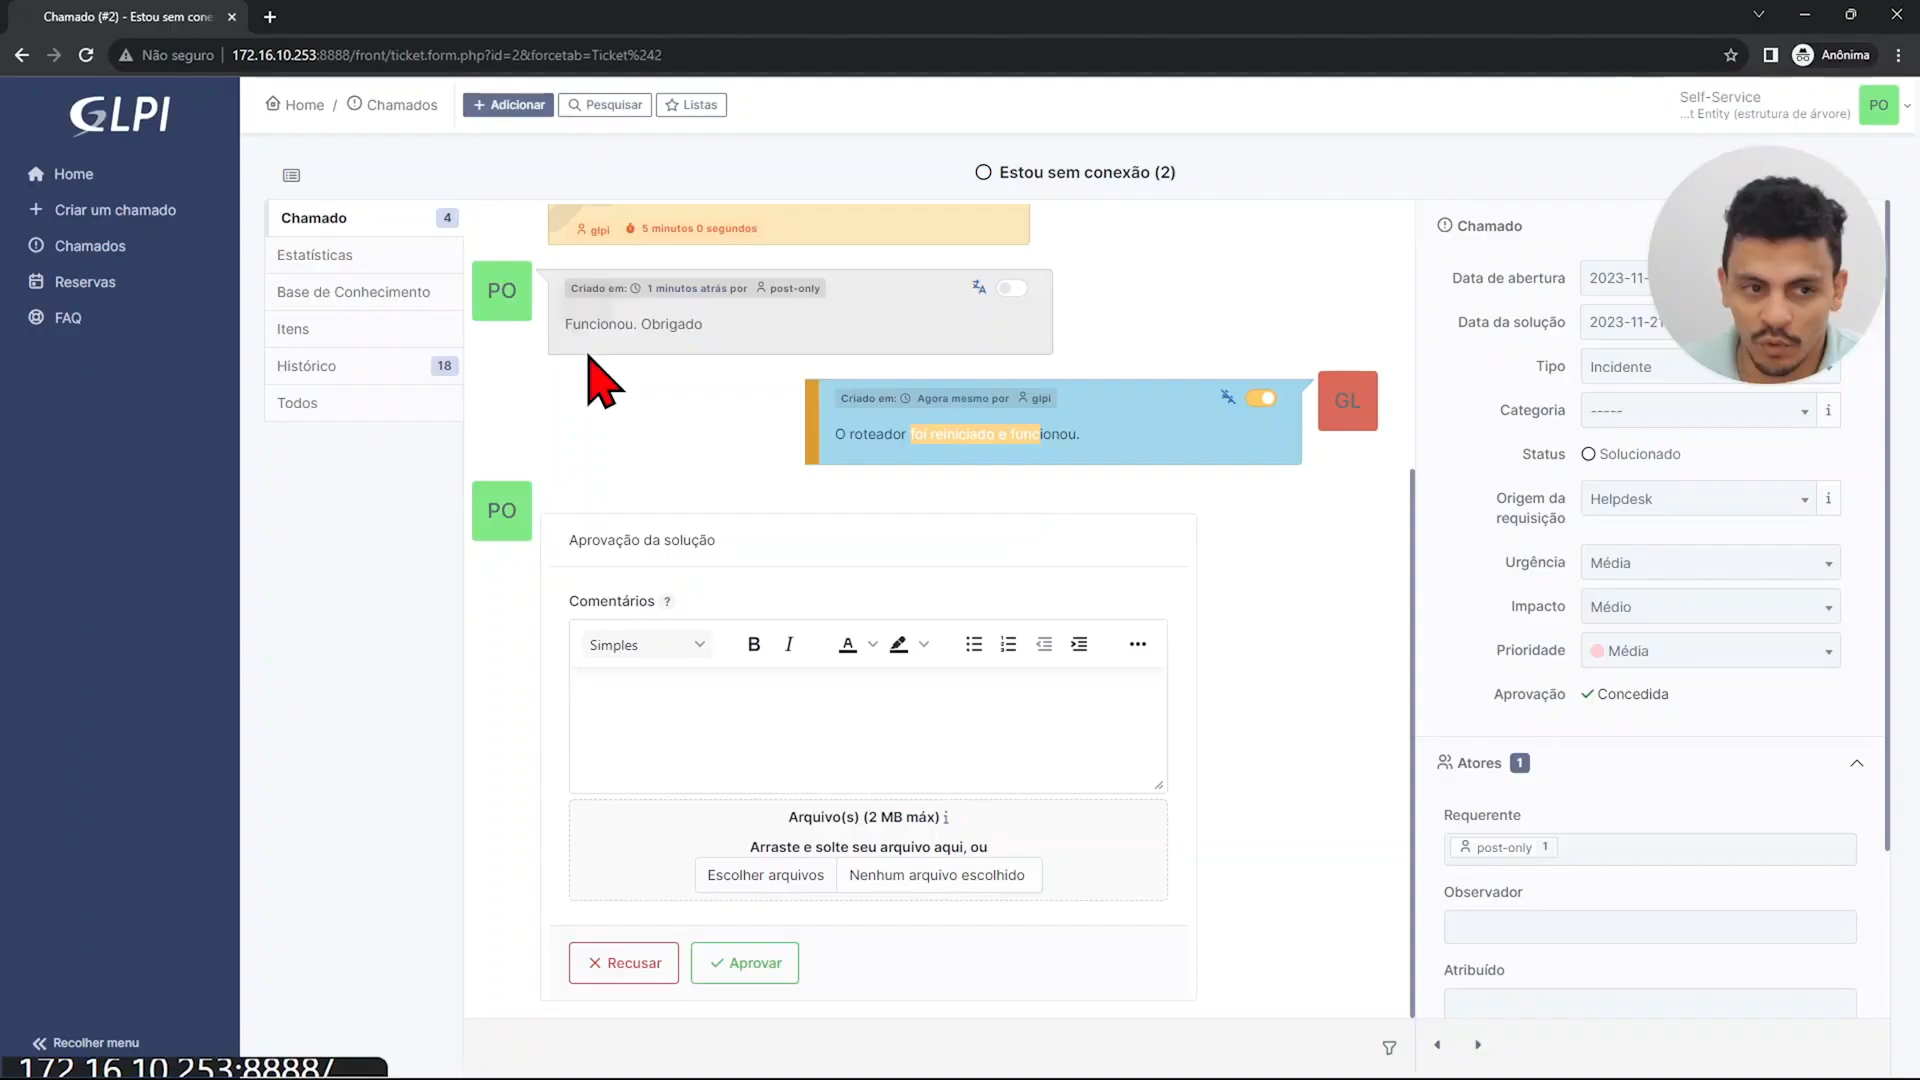 Chamado (#2) - Estou sem cone
Não seguro
172.16.10.253:8888/front/ticket.form.php?id=2&forcetab=Ticket%242
Anônima
GLPI
Home
Criar um chamado
Chamados
Reservas
FAQ
Recolher menu
172.16.10.253:8888/
Home / Chamados
Adicionar
Pesquisar
Listas
Self-Service
...t Entity (estrutura de árvore)
PO
Estou sem conexão (2)
Chamado 4
Estatísticas
Base de Conhecimento
Itens
Histórico 18
Todos
glpi 5 minutos 0 segundos
PO
Criado em: 1 minutos atrás por post-only
Funcionou. Obrigado
Criado em: Agora mesmo por glpi
O roteador foi reiniciado e funcionou.
GL
PO
Aprovação da solução
Comentários ?
Simples B I A
Arquivo(s) (2 MB máx) i
Arraste e solte seu arquivo aqui, ou
Escolher arquivos Nenhum arquivo escolhido
Recusar
Aprovar
Chamado
Data de abertura 2023-11-
Data da solução 2023-11-21
Tipo Incidente
Categoria ----- i
Status Solucionado
Origem da
requisição
Helpdesk i
Urgência Média
Impacto Médio
Prioridade Média
Aprovação Concedida
Atores 1
Requerente
post-only 1
Observador
Atribuído